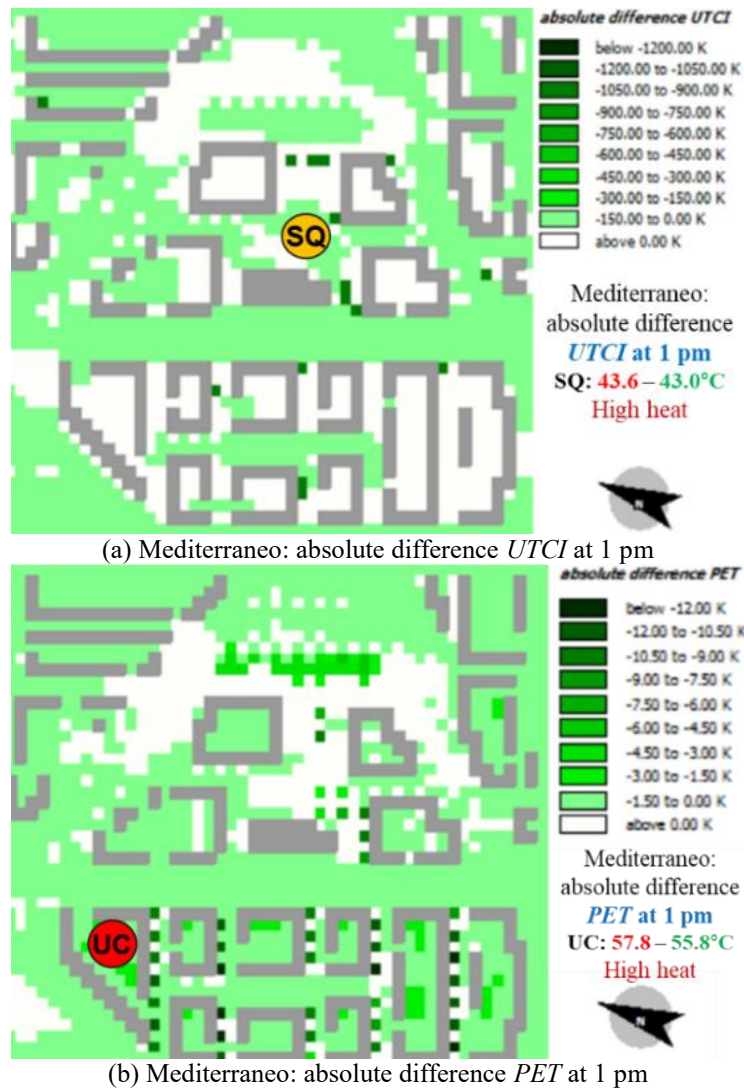 absolute difference UTCI
below -1200.00 K
-1200.00 to -1050.00 K
-1050.00 to -900.00 K
-900.00 to -750.00 K
-750.00 to -600.00 K
-600.00 to -450.00 K
-450.00 to -300.00 K
-300.00 to -150.00 K
-150.00 to 0.00 K
above 0.00 K
SQ
Mediterraneo:
absolute difference
UTCI at 1 pm
SQ: 43.6 – 43.0°C
High heat
N
(a) Mediterraneo: absolute difference UTCI at 1 pm
absolute difference PET
below -12.00 K
-12.00 to -10.50 K
-10.50 to -9.00 K
-9.00 to -7.50 K
-7.50 to -6.00 K
-6.00 to -4.50 K
-4.50 to -3.00 K
-3.00 to -1.50 K
-1.50 to 0.00 K
above 0.00 K
Mediterraneo:
absolute difference
PET at 1 pm
UC
UC: 57.8 – 55.8°C
High heat
N
(b) Mediterraneo: absolute difference PET at 1 pm